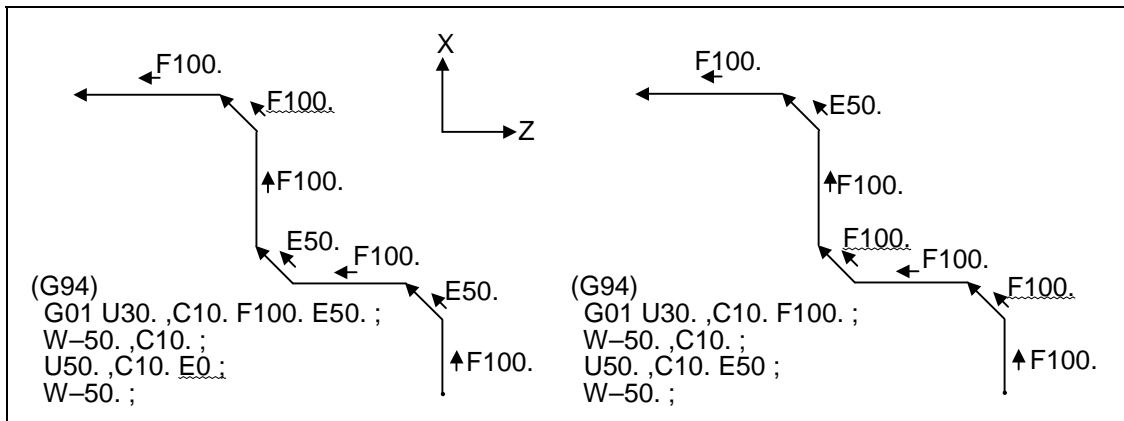 F100.
F100.
X
Z
F100.
E50.
F100.
E50.
F100.
(G94)
G01 U30. ,C10. F100. E50. ;
W–50. ,C10. ;
U50. ,C10. E0 ;
W–50. ;
F100.
E50.
F100.
F100.
F100.
F100.
F100.
(G94)
G01 U30. ,C10. F100. ;
W–50. ,C10. ;
U50. ,C10. E50 ;
W–50. ;